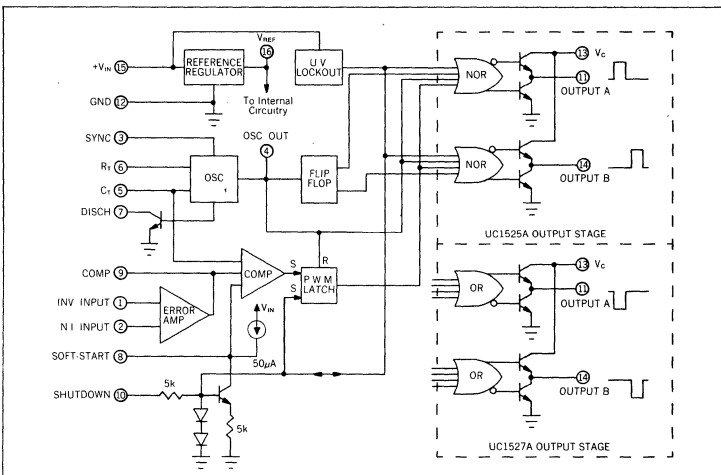 +VIN 15
REFERENCE
REGULATOR
VREF
16
To Internal
Circuitry
U V
LOCKOUT
GND 12
SYNC 3
OSC OUT
4
RT 6
CT 5
OSC
FLIP
FLOP
DISCH 7
COMP 9
INV INPUT 1
NI INPUT 2
ERROR
AMP
COMP
S
S
R
PWM
LATCH
VIN
50μA
SOFT-START 8
SHUTDOWN 10
5k
5k
NOR
13 VC
11
OUTPUT A
NOR
14
OUTPUT B
UC1525A OUTPUT STAGE
OR
13 VC
11
OUTPUT A
OR
14
OUTPUT B
UC1527A OUTPUT STAGE